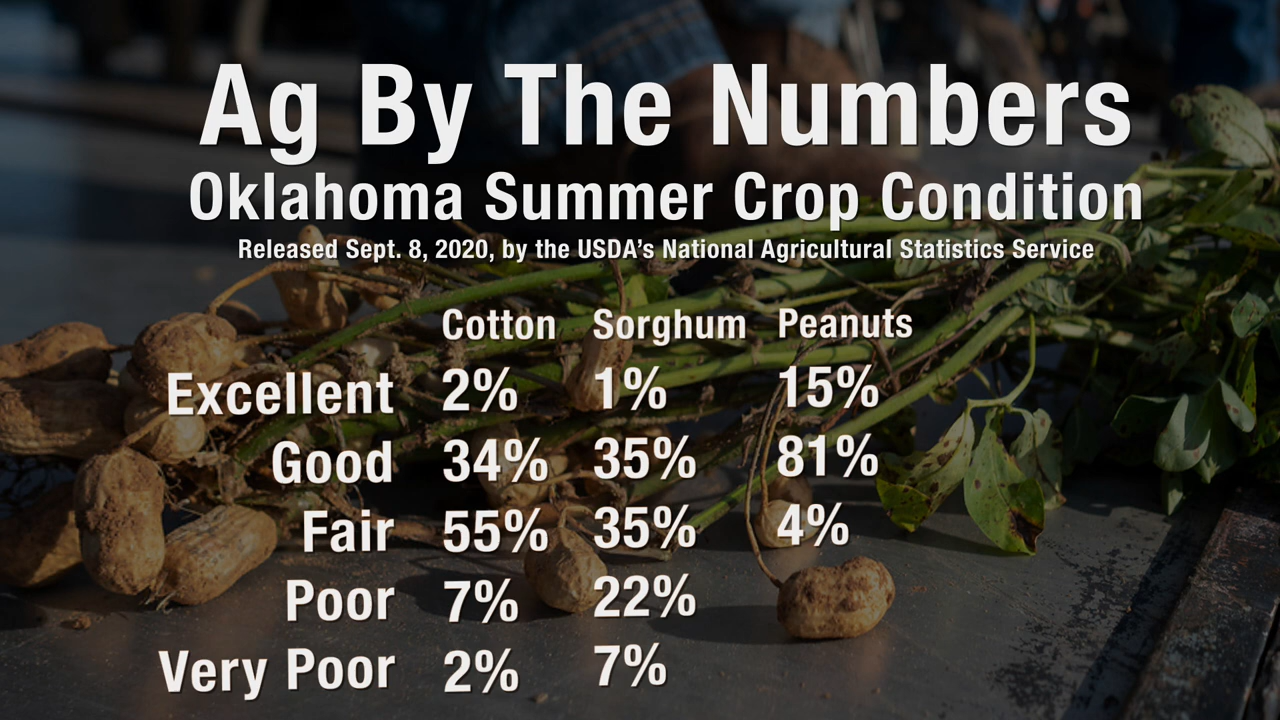 Ag By The Numbers
Oklahoma Summer Crop Condition
Released Sept. 8, 2020, by the USDA’s National Agricultural Statistics Service
Cotton Sorghum Peanuts
Excellent 2% 1% 15%
Good 34% 35% 81%
Fair 55% 35% 4%
Poor 7% 22%
Very Poor 2% 7%